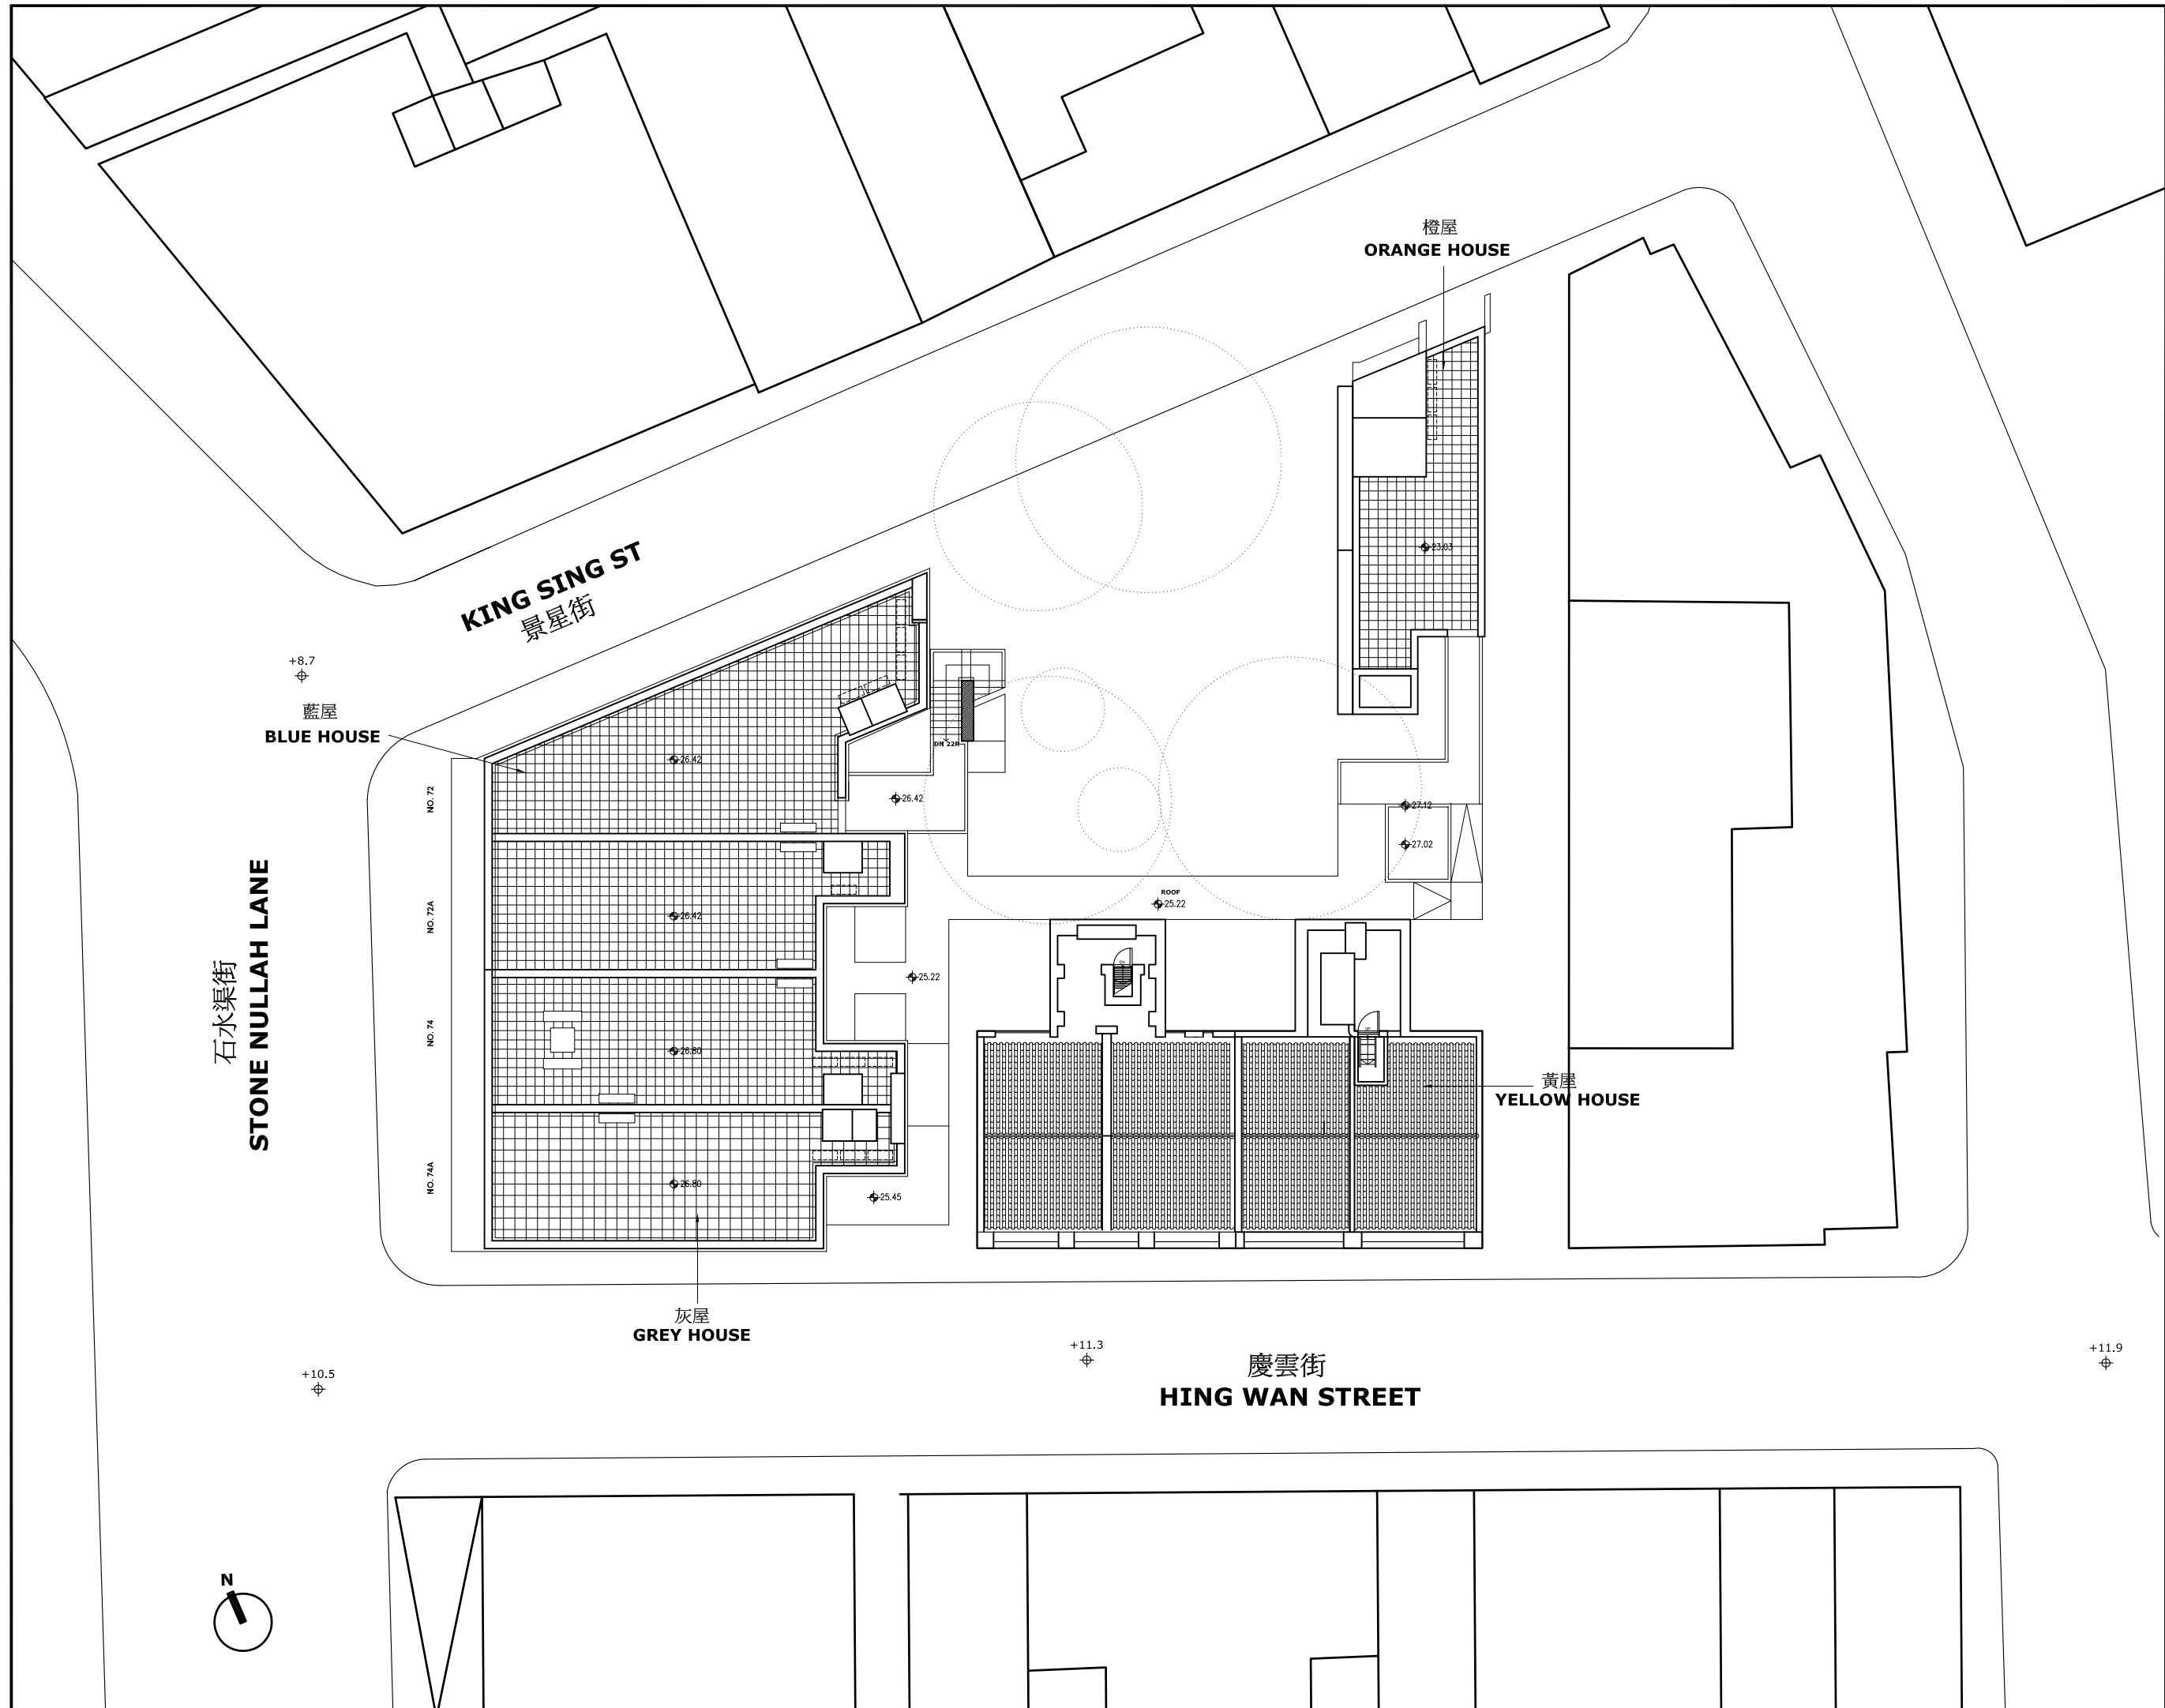 橙屋
ORANGE HOUSE
23.03
KING SING ST
景星街
+8.7
藍屋
BLUE HOUSE
DN 22R
26.42
26.42
27.12
27.02
NO. 72
ROOF
25.22
NO. 72A
26.42
25.22
石水渠街
STONE NULLAH LANE
NO. 74
26.80
黃屋
YELLOW HOUSE
NO. 74A
26.80
25.45
灰屋
GREY HOUSE
+11.3
+11.9
慶雲街
HING WAN STREET
+10.5
N